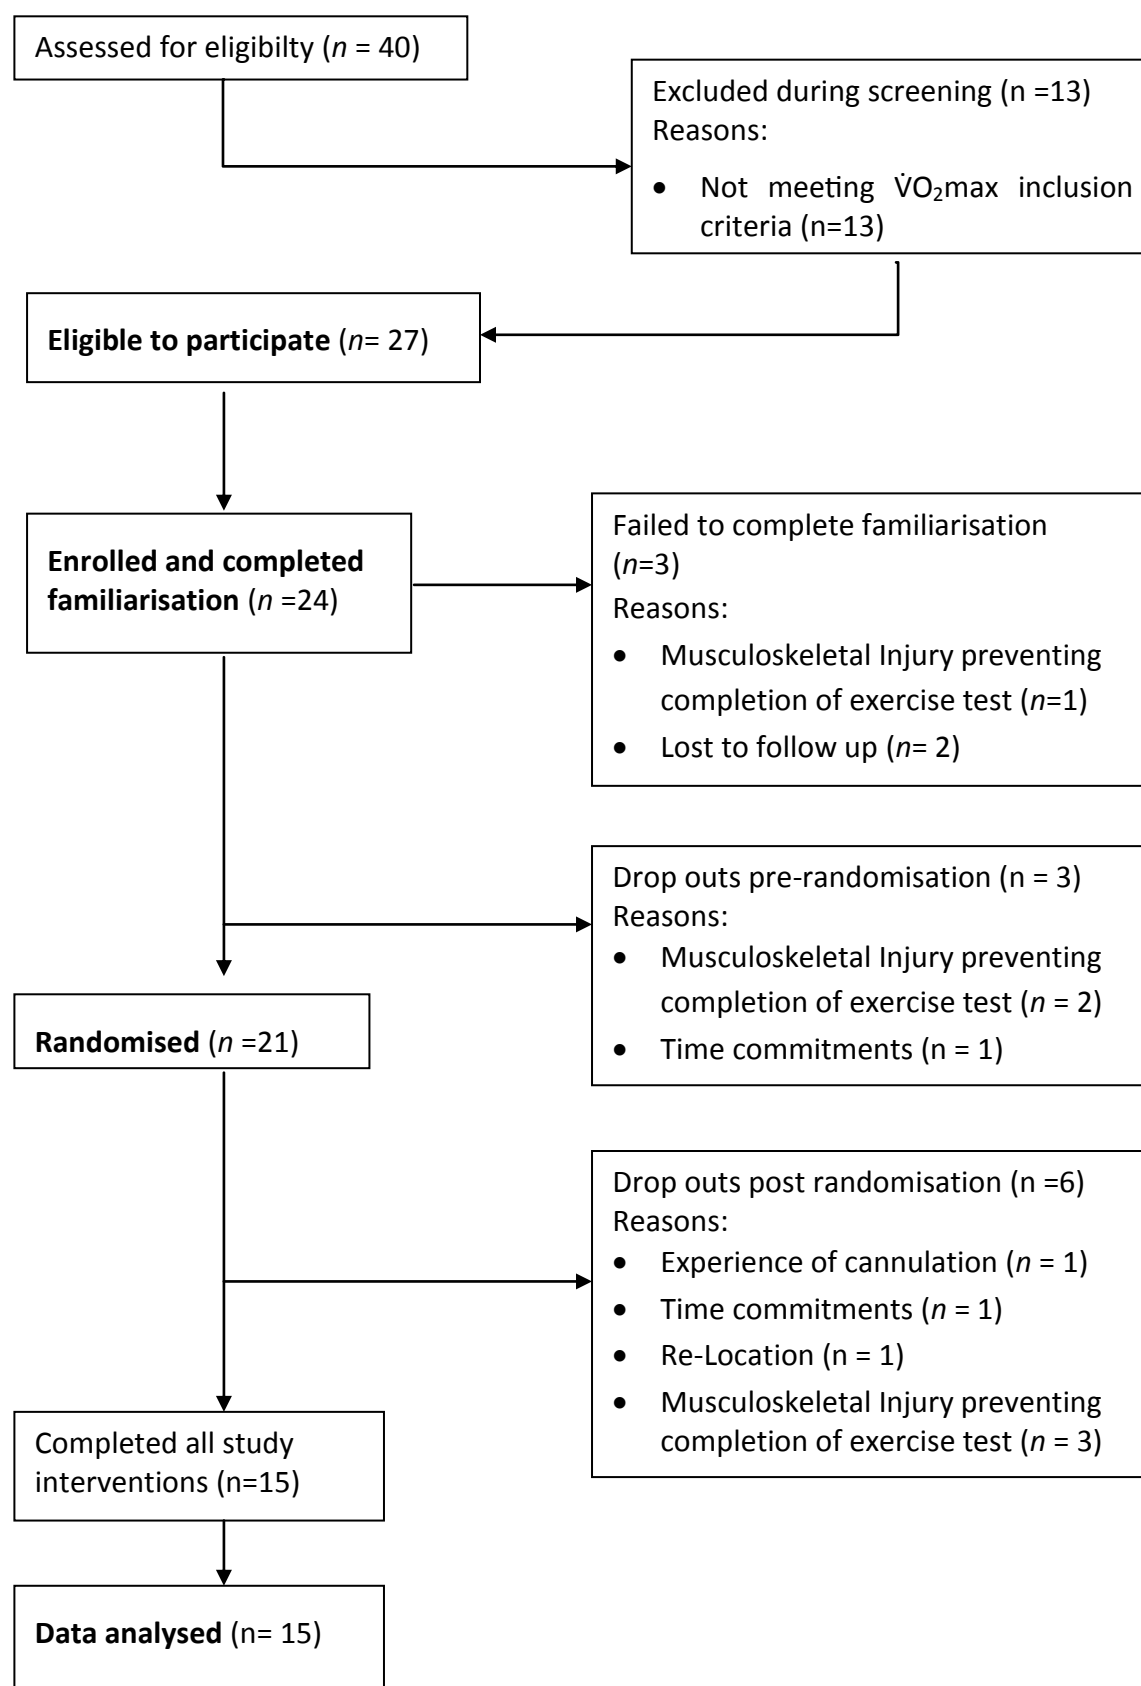 Assessed for eligibilty (n = 40)
Excluded during screening (n =13)
Reasons:
• Not meeting V̇O₂max inclusion
criteria (n=13)
Eligible to participate (n= 27)
Enrolled and completed
familiarisation (n =24)
Failed to complete familiarisation
(n=3)
Reasons:
• Musculoskeletal Injury preventing
completion of exercise test (n=1)
• Lost to follow up (n= 2)
Drop outs pre-randomisation (n = 3)
Reasons:
• Musculoskeletal Injury preventing
completion of exercise test (n = 2)
• Time commitments (n = 1)
Randomised (n =21)
Drop outs post randomisation (n =6)
Reasons:
• Experience of cannulation (n = 1)
• Time commitments (n = 1)
• Re-Location (n = 1)
• Musculoskeletal Injury preventing
completion of exercise test (n = 3)
Completed all study
interventions (n=15)
Data analysed (n= 15)